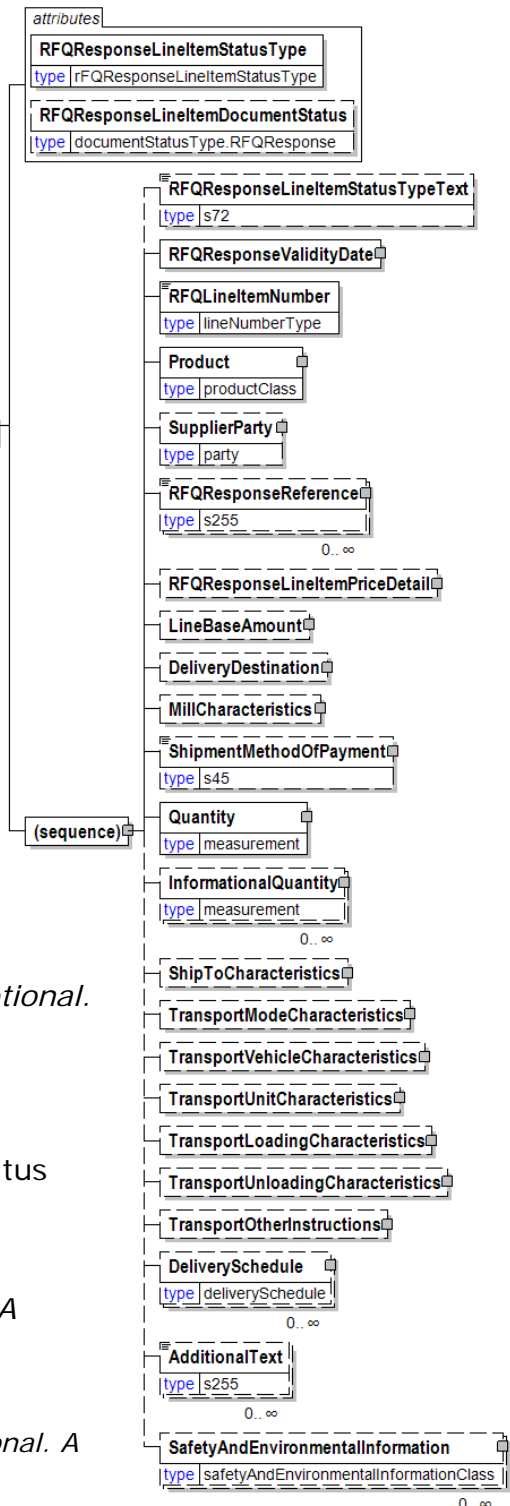 attributes
RFQResponseLineItemStatusType
type rFQResponseLineItemStatusType
RFQResponseLineItemDocumentStatus
type documentStatusType.RFQResponse
RFQResponseLineItemStatusTypeText
type s72
RFQResponseValidityDate
RFQLineItemNumber
type lineNumberType
Product
type productClass
SupplierParty
type party
RFQResponseReference
type s255
0.. ∞
RFQResponseLineItemPriceDetail
LineBaseAmount
DeliveryDestination
MillCharacteristics
ShipmentMethodOfPayment
type s45
(sequence)
Quantity
type measurement
InformationalQuantity
type measurement
0.. ∞
ShipToCharacteristics
tional.
TransportModeCharacteristics
TransportVehicleCharacteristics
TransportUnitCharacteristics
TransportLoadingCharacteristics
tus
TransportUnloadingCharacteristics
TransportOtherInstructions
DeliverySchedule
type deliverySchedule
A
0.. ∞
AdditionalText
type s255
0.. ∞
nal. A
SafetyAndEnvironmentalInformation
type safetyAndEnvironmentalInformationClass
0.. ∞